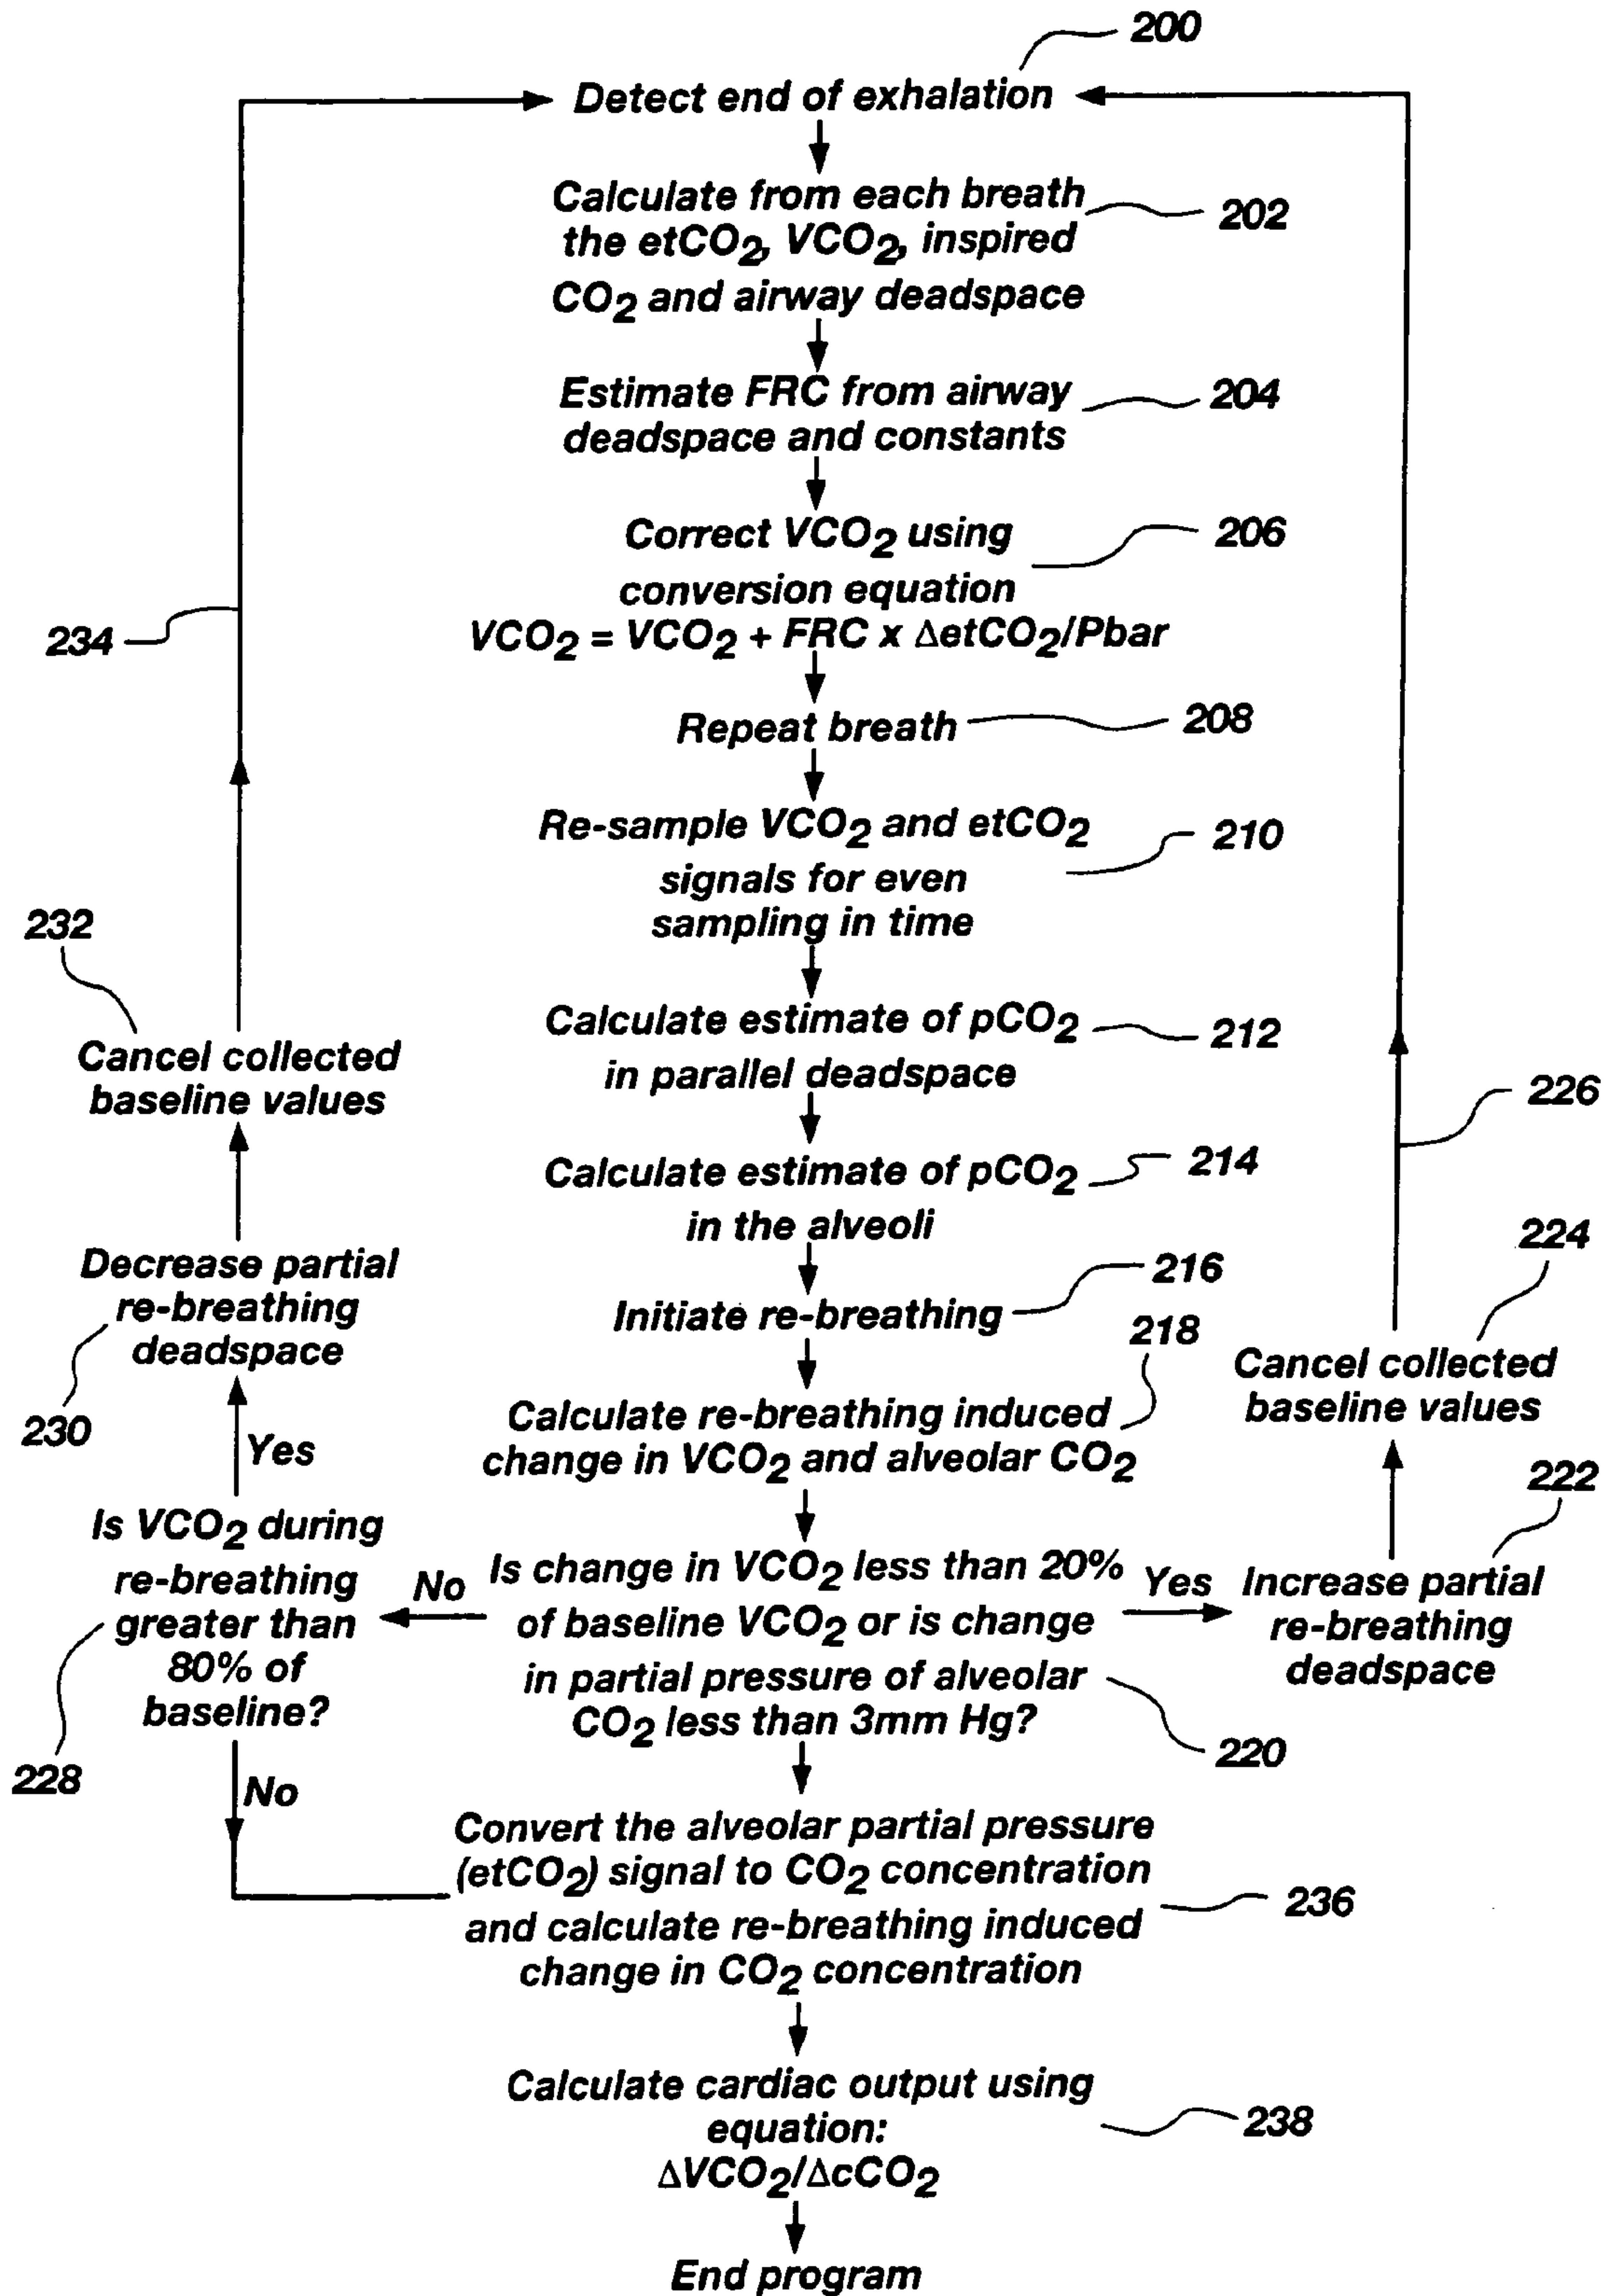 200
Detect end of exhalation
Calculate from each breath
the etCO2, VCO2, inspired
CO2 and airway deadspace
202
Estimate FRC from airway
deadspace and constants
204
Correct VCO2 using
conversion equation
VCO2 = VCO2 + FRC x ΔetCO2/Pbar
206
234
Repeat breath
208
Re-sample VCO2 and etCO2
signals for even
sampling in time
210
232
Calculate estimate of pCO2
in parallel deadspace
212
Cancel collected
baseline values
226
Calculate estimate of pCO2
in the alveoli
214
224
Decrease partial
re-breathing
deadspace
230
Initiate re-breathing
216
218
Cancel collected
baseline values
Calculate re-breathing induced
change in VCO2 and alveolar CO2
Yes
222
Is VCO2 during
re-breathing
greater than
80% of
baseline?
228
No
Is change in VCO2 less than 20%
of baseline VCO2 or is change
in partial pressure of alveolar
CO2 less than 3mm Hg?
220
Yes
Increase partial
re-breathing
deadspace
No
Convert the alveolar partial pressure
(etCO2) signal to CO2 concentration
and calculate re-breathing induced
change in CO2 concentration
236
Calculate cardiac output using
equation:
ΔVCO2/ΔcCO2
238
End program